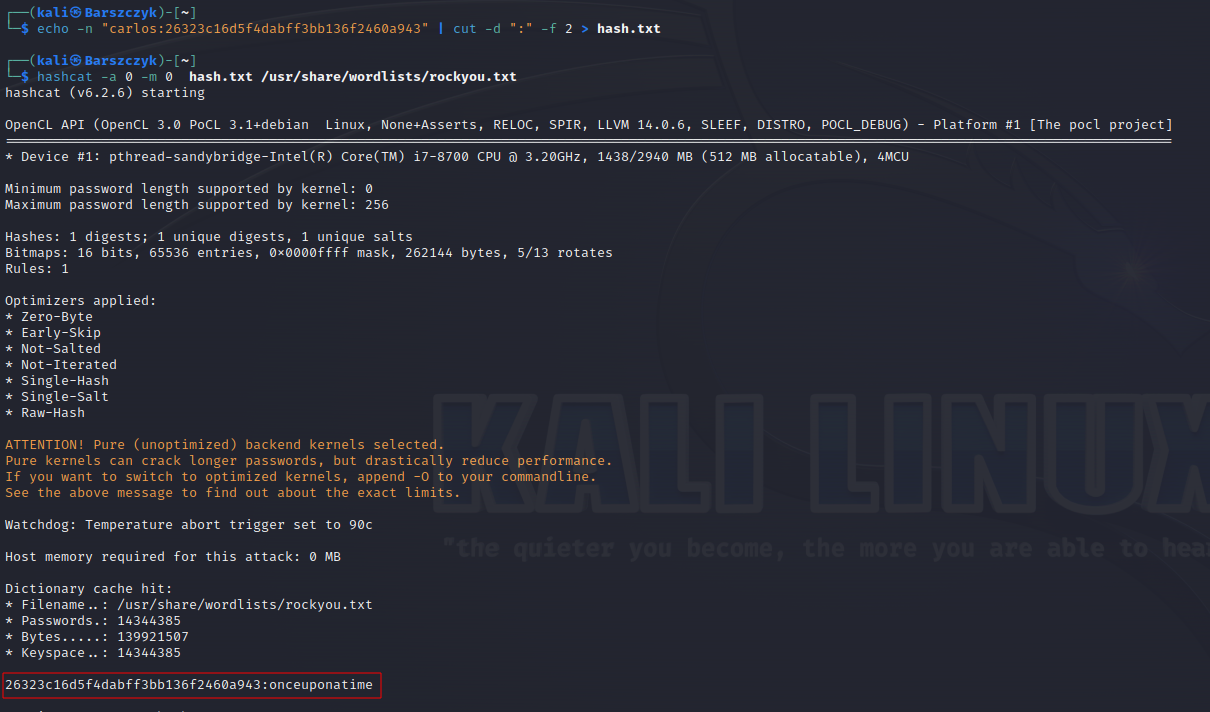 ┌──(kali㉿Barszczyk)-[~]
└─$ echo -n "carlos:26323c16d5f4dabff3bb136f2460a943" | cut -d ":" -f 2 > hash.txt
┌──(kali㉿Barszczyk)-[~]
└─$ hashcat -a 0 -m 0  hash.txt /usr/share/wordlists/rockyou.txt
hashcat (v6.2.6) starting
OpenCL API (OpenCL 3.0 PoCL 3.1+debian  Linux, None+Asserts, RELOC, SPIR, LLVM 14.0.6, SLEEF, DISTRO, POCL_DEBUG) - Platform #1 [The pocl project]
* Device #1: pthread-sandybridge-Intel(R) Core(TM) i7-8700 CPU @ 3.20GHz, 1438/2940 MB (512 MB allocatable), 4MCU
Minimum password length supported by kernel: 0
Maximum password length supported by kernel: 256
Hashes: 1 digests; 1 unique digests, 1 unique salts
Bitmaps: 16 bits, 65536 entries, 0x0000ffff mask, 262144 bytes, 5/13 rotates
Rules: 1
Optimizers applied:
* Zero-Byte
* Early-Skip
* Not-Salted
* Not-Iterated
* Single-Hash
* Single-Salt
* Raw-Hash
ATTENTION! Pure (unoptimized) backend kernels selected.
Pure kernels can crack longer passwords, but drastically reduce performance.
If you want to switch to optimized kernels, append -O to your commandline.
See the above message to find out about the exact limits.
KALI LINUX
Watchdog: Temperature abort trigger set to 90c
"the quieter you become, the more you are able to hear
Host memory required for this attack: 0 MB
Dictionary cache hit:
* Filename..: /usr/share/wordlists/rockyou.txt
* Passwords.: 14344385
* Bytes.....: 139921507
* Keyspace..: 14344385
26323c16d5f4dabff3bb136f2460a943:onceuponatime